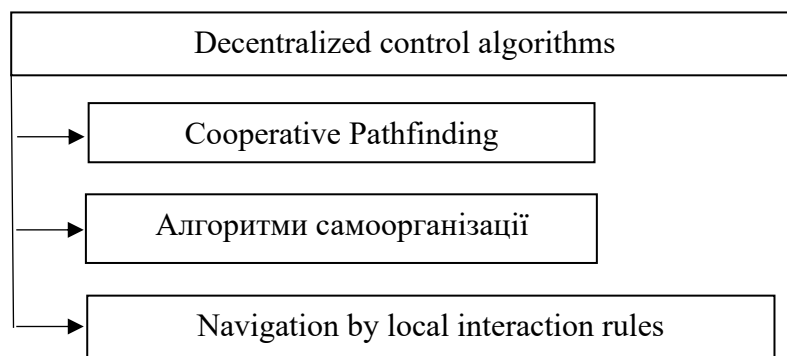 Decentralized control algorithms
Cooperative Pathfinding
Алгоритми самоорганізації
Navigation by local interaction rules